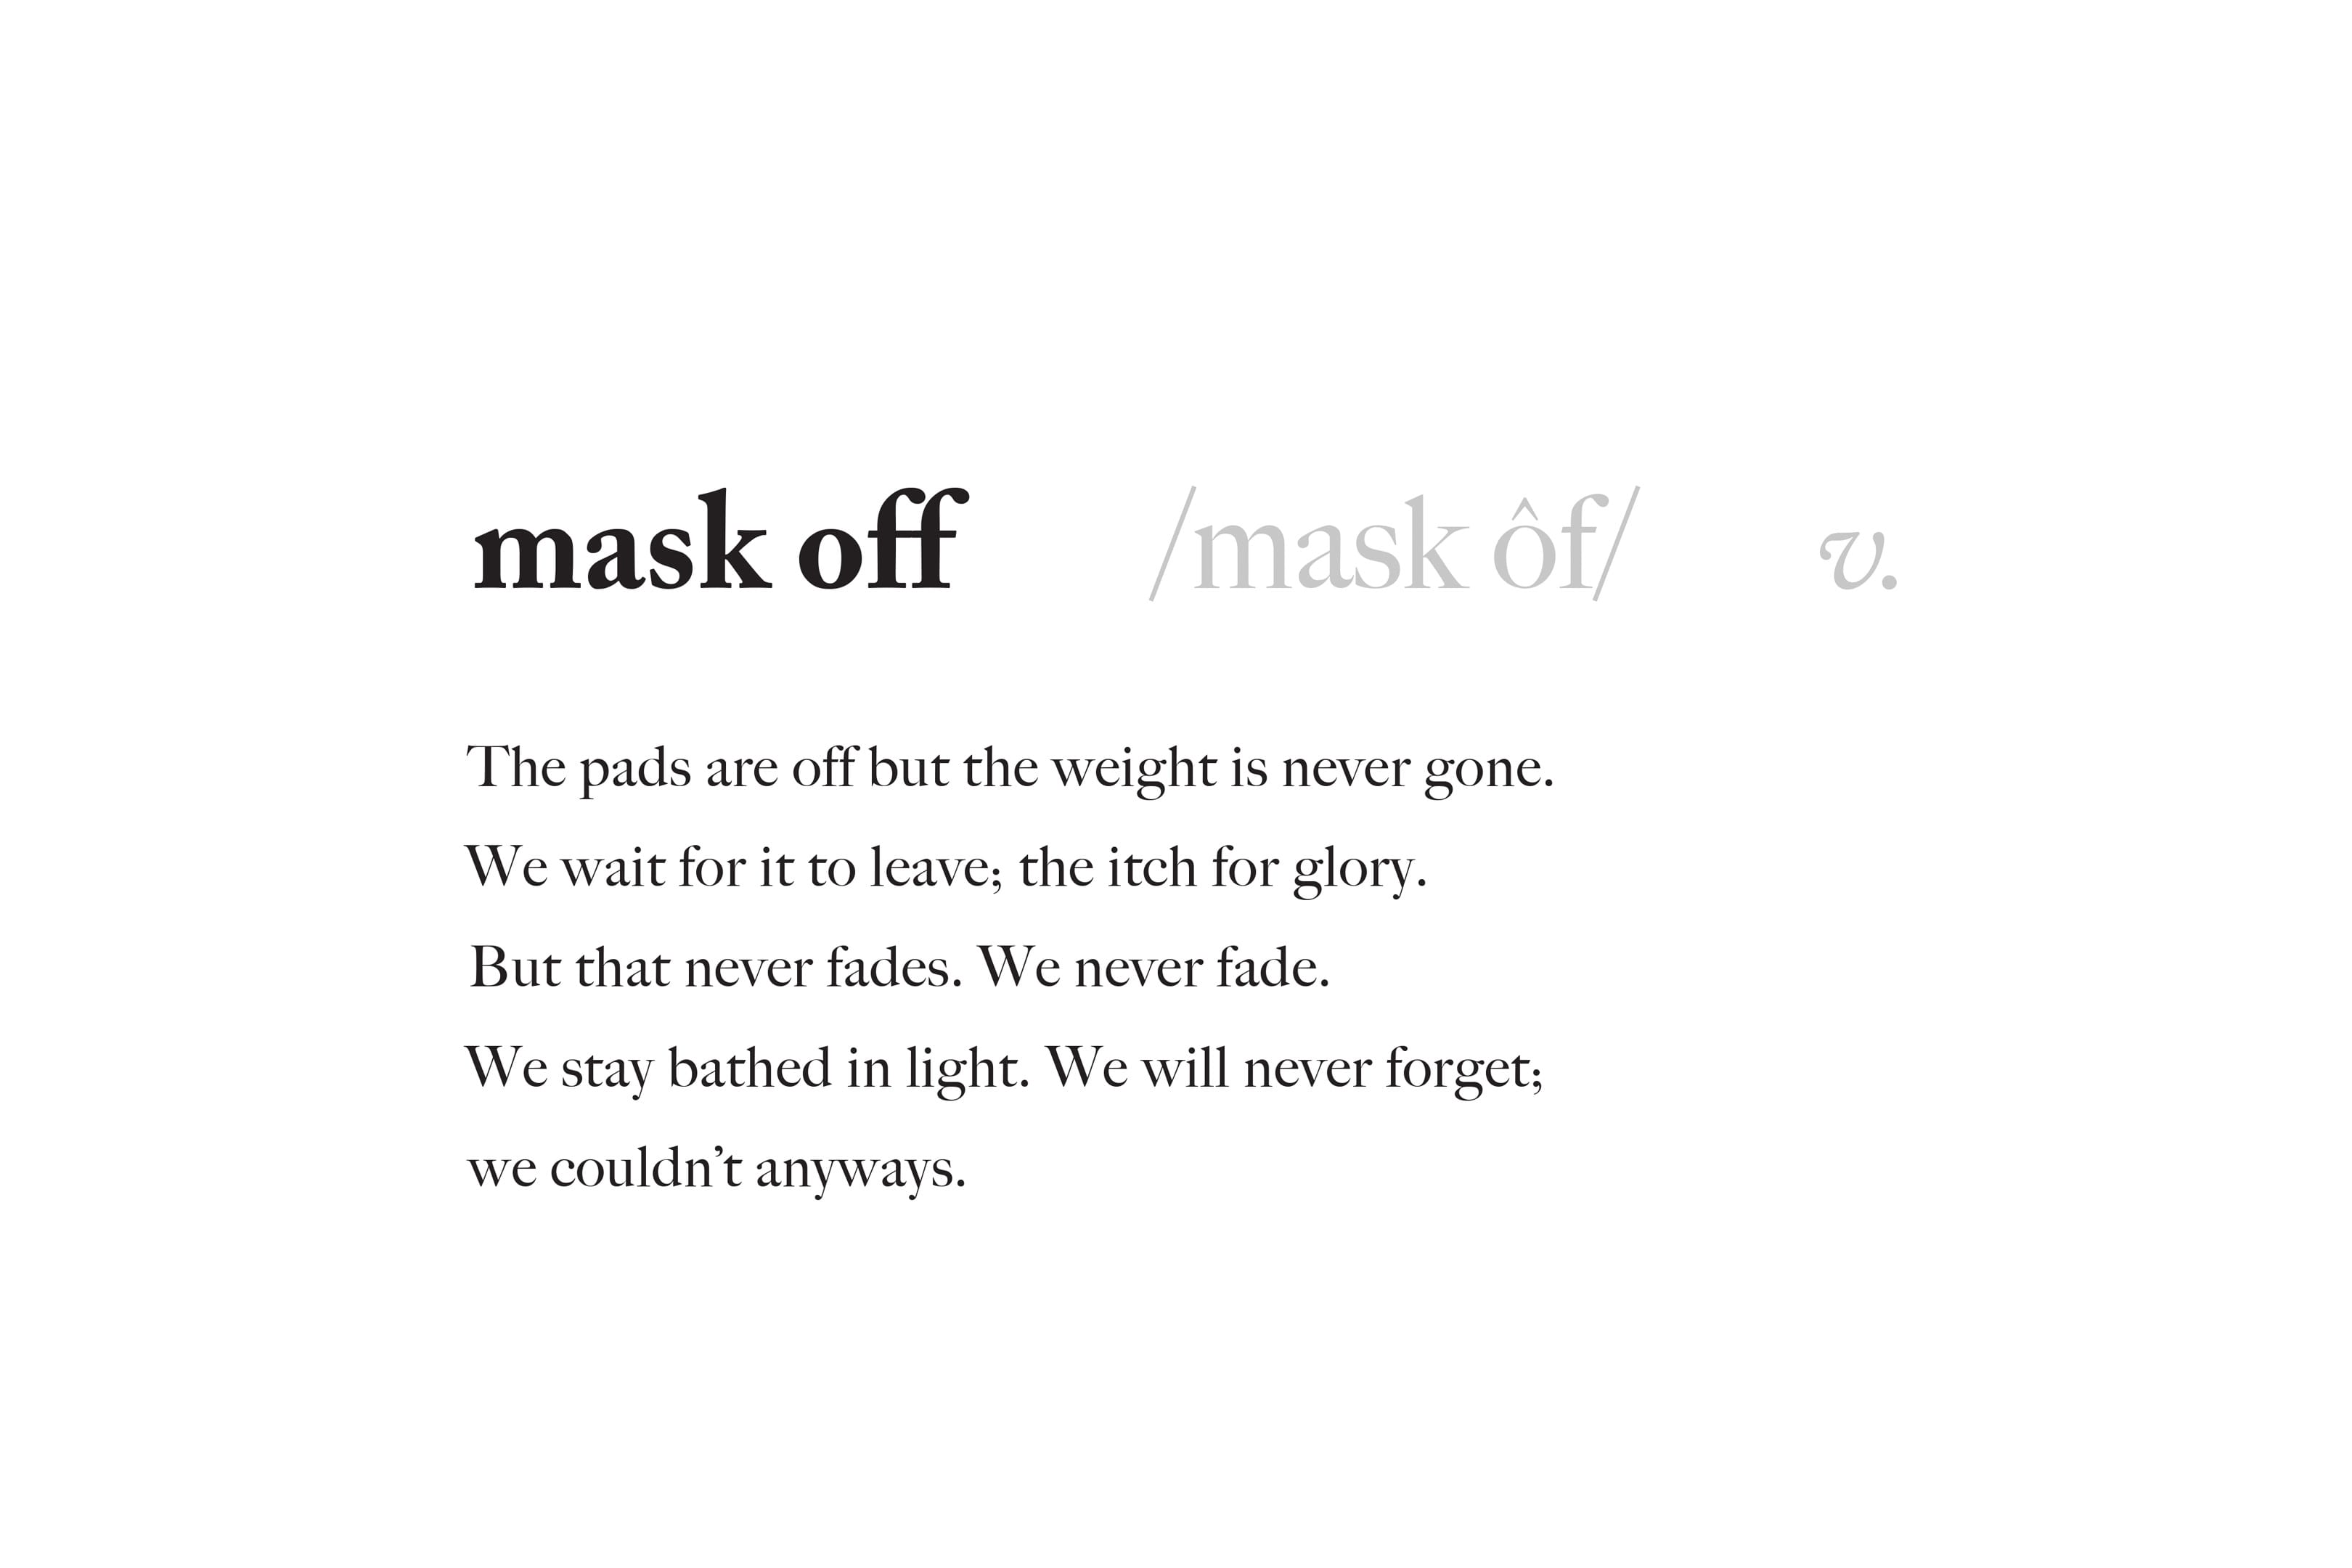 mask off /mask ôf/ v.
The pads are off but the weight is never gone.
We wait for it to leave; the itch for glory.
But that never fades. We never fade.
We stay bathed in light. We will never forget;
we couldn’t anyways.